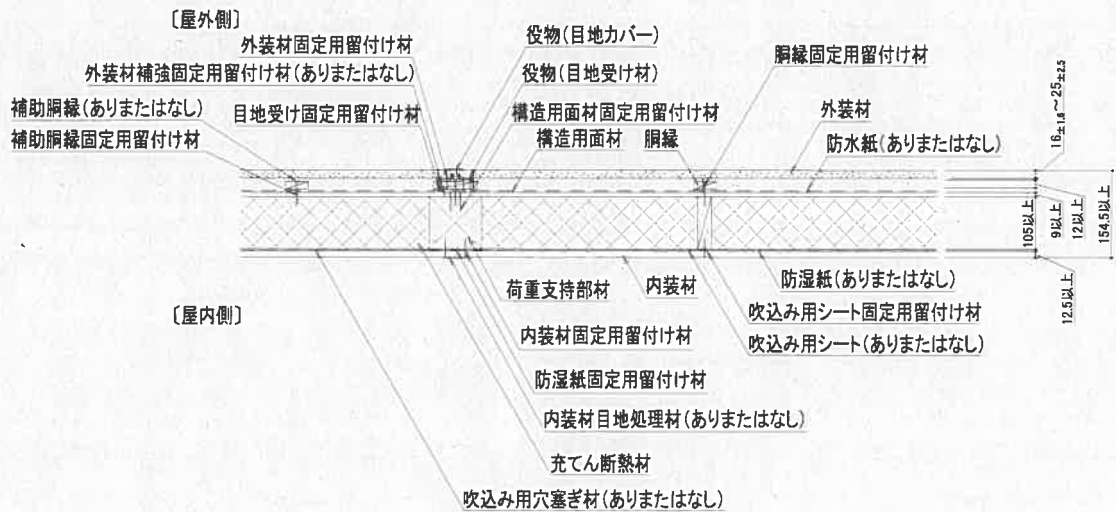 〔屋外側〕
外装材固定用留付け材
外装材補強固定用留付け材(ありまたはなし)
補助胴縁(ありまたはなし)
目地受け固定用留付け材
補助胴縁固定用留付け材
役物(目地カバー)
役物(目地受け材)
構造用面材固定用留付け材
構造用面材
胴縁
胴縁固定用留付け材
外装材
防水紙(ありまたはなし)
16±1.6～25±2.5
105以上
9以上
12以上
154.5以上
12.5以上
〔屋内側〕
荷重支持部材
内装材
防湿紙(ありまたはなし)
内装材固定用留付け材
吹込み用シート固定用留付け材
吹込み用シート(ありまたはなし)
防湿紙固定用留付け材
内装材目地処理材(ありまたはなし)
充てん断熱材
吹込み用穴塞ぎ材(ありまたはなし)